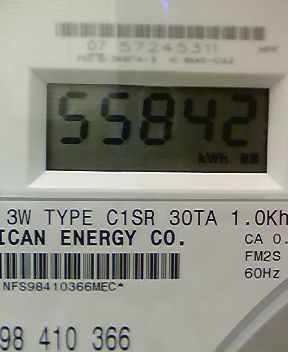 07 57245311
55842
kWh
3W TYPE C1SR 30TA 1.0Kh
ICAN ENERGY CO.
CA 0.
FM2S
NFS98410366MEC*
60Hz
98 410 366